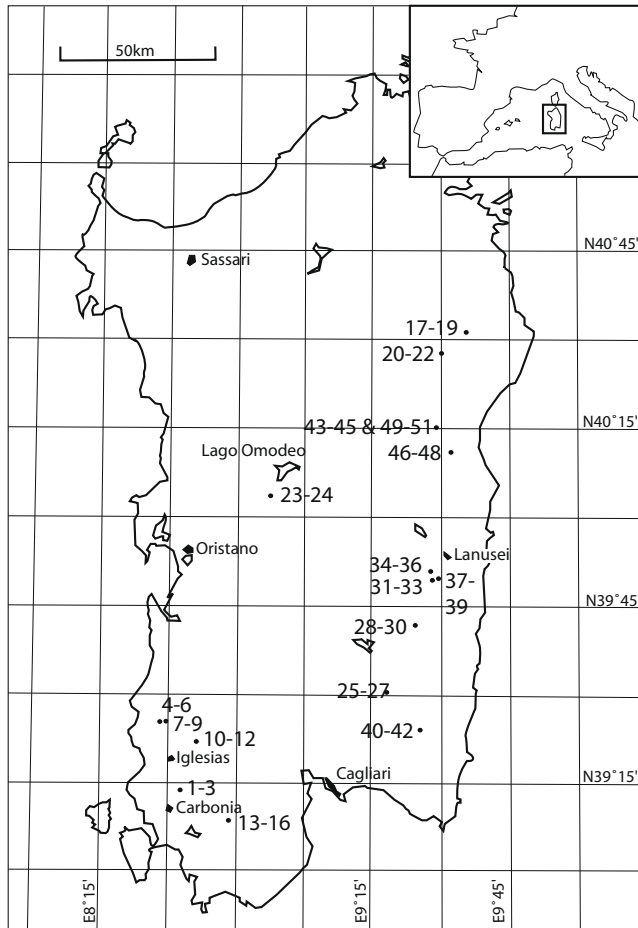 50km
Sassari
N40°45'
17-19
20-22
43-45 & 49-51
N40°15'
46-48
Lago Omodeo
23-24
Oristano
Lanusei
34-36
31-33
37-
39
N39°45'
28-30
25-27
4-6
7-9
10-12
40-42
Iglesias
Cagliari
N39°15'
1-3
Carbonia
13-16
E8°15'
E9°15'
E9°45'